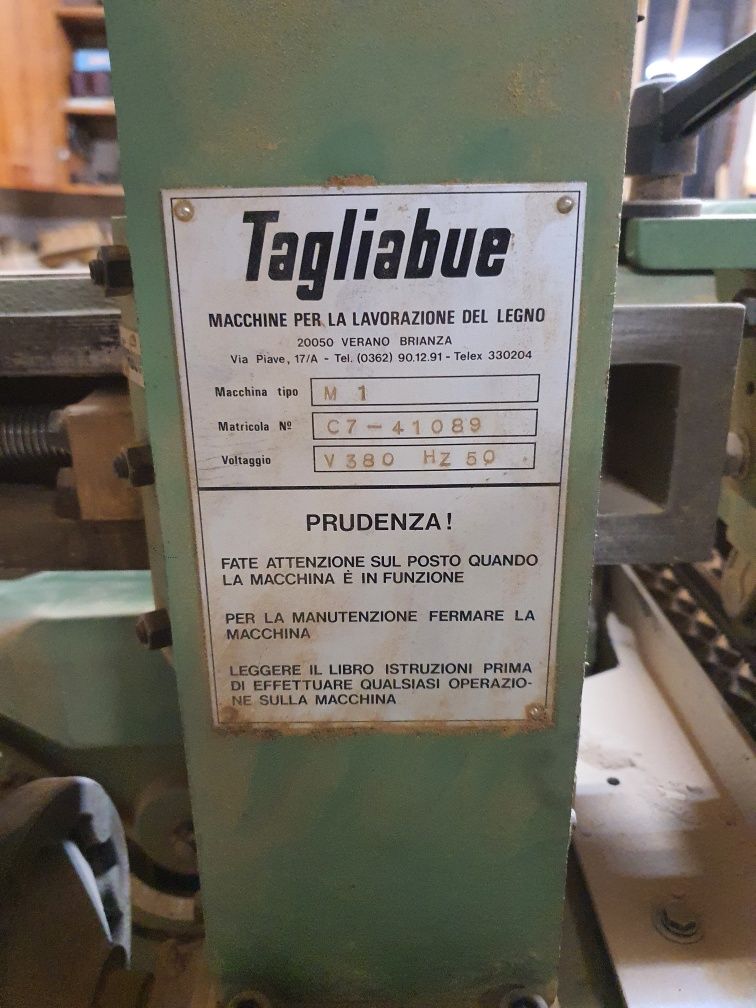 Tagliabue
MACCHINE PER LA LAVORAZIONE DEL LEGNO
20050 VERANO BRIANZA
Via Piave, 17/A - Tel. (0362) 90.12.91 - Telex 330204
Macchina tipo M 1
Matricola Nº C7-41089
Voltaggio V 380 HZ 50
PRUDENZA!
FATE ATTENZIONE SUL POSTO QUANDO
LA MACCHINA È IN FUNZIONE
PER LA MANUTENZIONE FERMARE LA
MACCHINA
LEGGERE IL LIBRO ISTRUZIONI PRIMA
DI EFFETTUARE QUALSIASI OPERAZIO-
NE SULLA MACCHINA